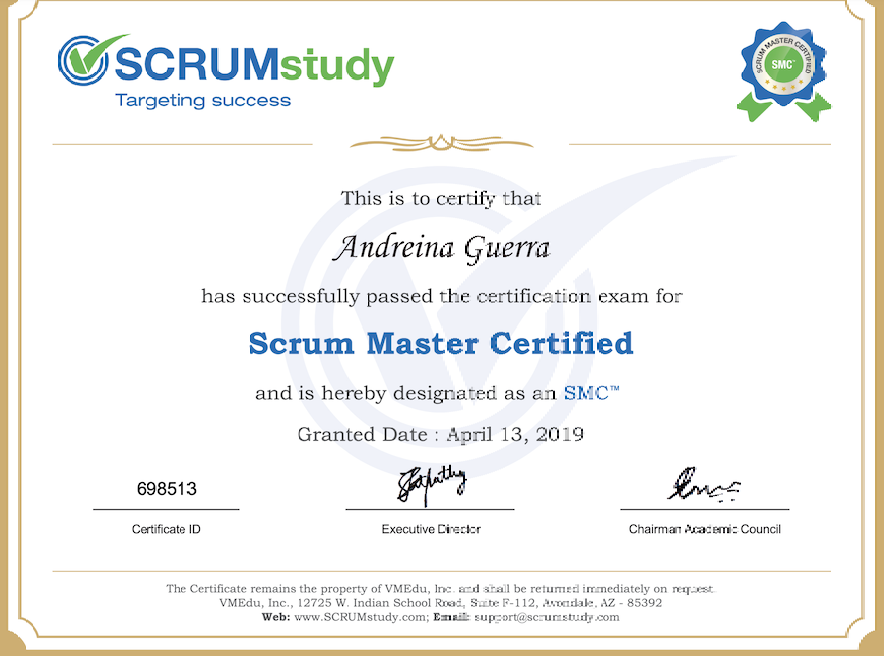 SCRUMstudy
Targeting success
SCRUM MASTER CERTIFIED
SMC™
This is to certify that
Andreina Guerra
has successfully passed the certification exam for
Scrum Master Certified
and is hereby designated as an SMC™
Granted Date : April 13, 2019
698513
Certificate ID
Executive Director
Chairman Academic Council
The Certificate remains the property of VMEdu, Inc. and shall be returned immediately on request.
VMEdu, Inc., 12725 W. Indian School Road, Suite F-112, Avondale, AZ - 85392
Web: www.SCRUMstudy.com; Email: support@scrumstudy.com